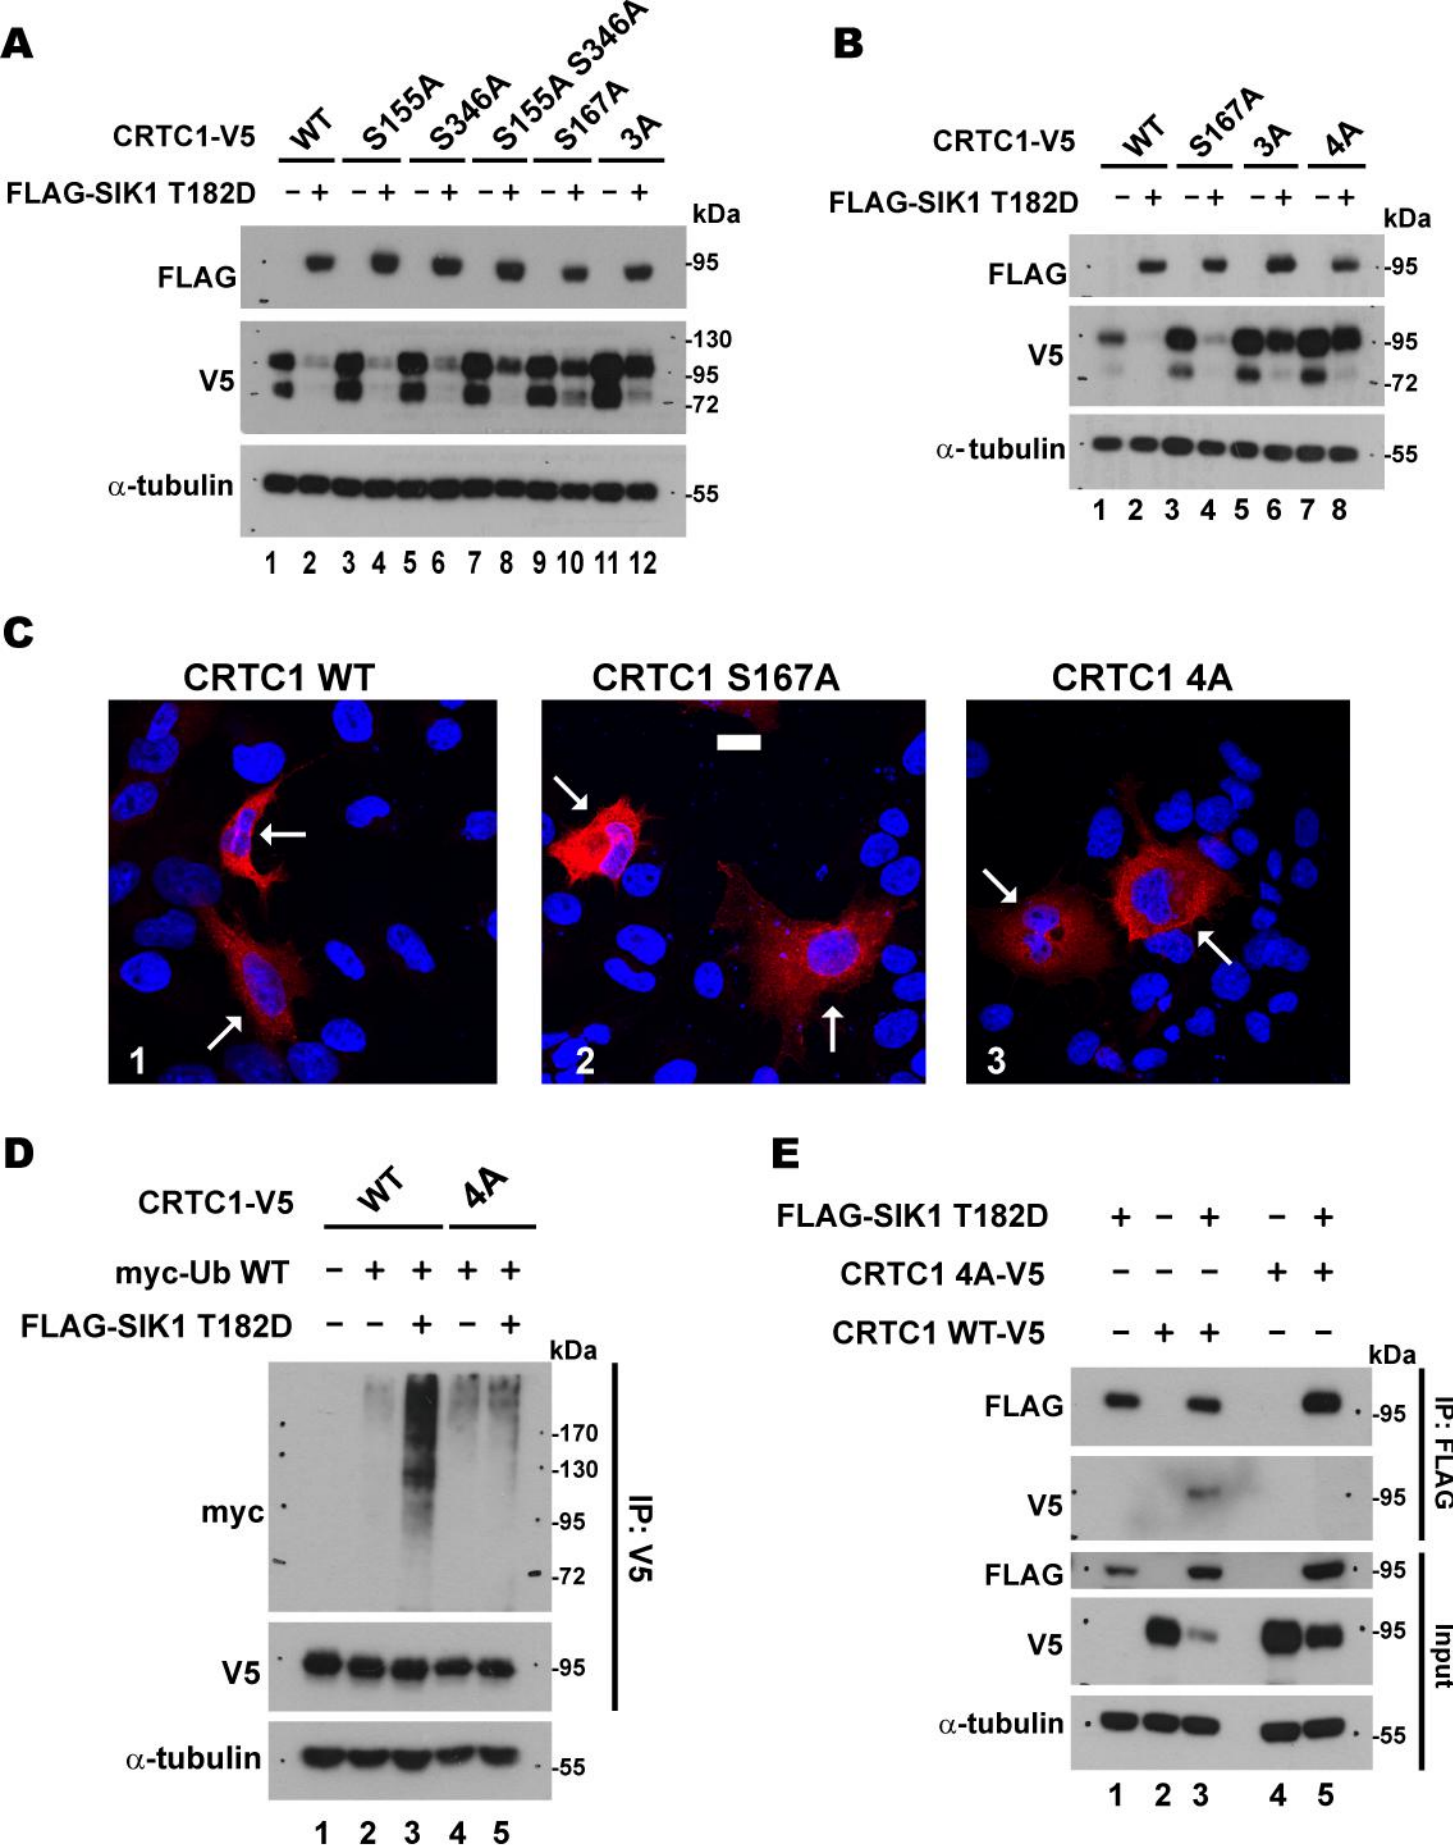 A
CRTC1-V5 WT S155A S346A S155A S346A S167A 3A
FLAG-SIK1 T182D - + - + - + - + - + - +
kDa
FLAG -95
V5 -130
-95
-72
α-tubulin -55
1 2 3 4 5 6 7 8 9 10 11 12
B
CRTC1-V5 WT S167A 3A 4A
FLAG-SIK1 T182D - + - + - + - +
kDa
FLAG -95
V5 -95
-72
α-tubulin -55
1 2 3 4 5 6 7 8
C
CRTC1 WT CRTC1 S167A CRTC1 4A
1 2 3
D
CRTC1-V5 WT 4A
myc-Ub WT - + + + +
FLAG-SIK1 T182D - - + - +
kDa
-170
-130
myc -95
-72
V5 -95
IP: V5
α-tubulin -55
1 2 3 4 5
E
FLAG-SIK1 T182D + - + - +
CRTC1 4A-V5 - - - + +
CRTC1 WT-V5 - + + - -
kDa
FLAG -95
V5 -95
IP: FLAG
FLAG -95
V5 -95
α-tubulin -55
Input
1 2 3 4 5